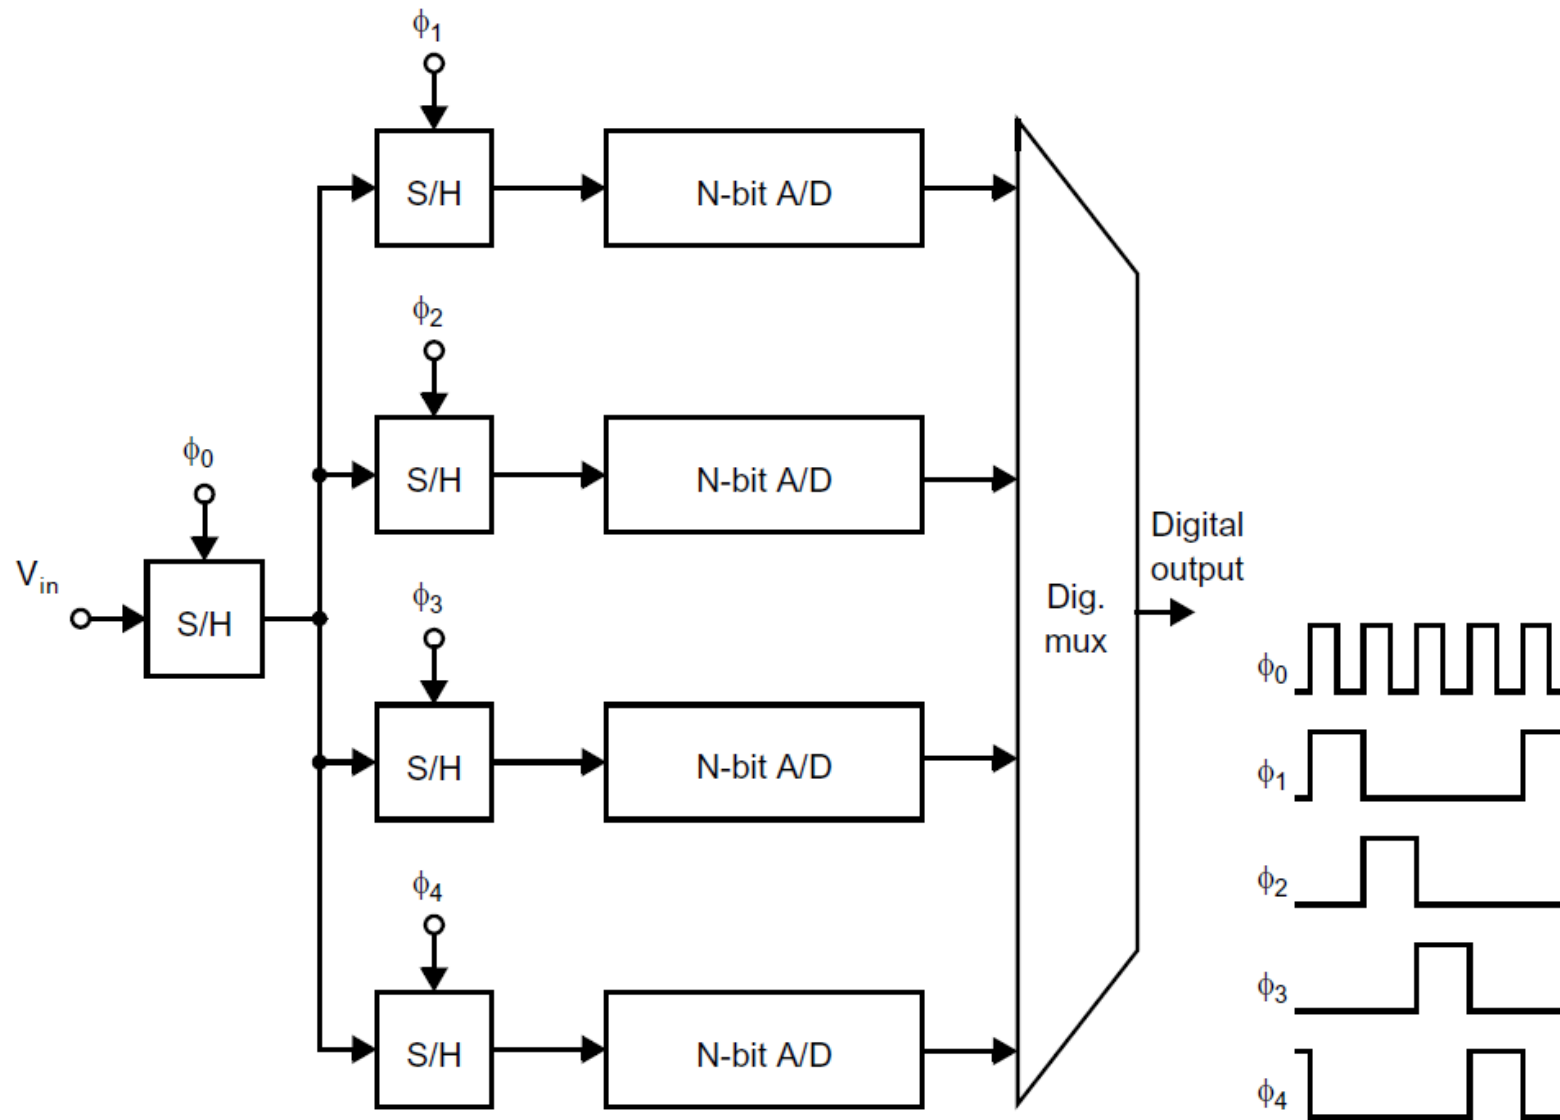 ϕ1
S/H
N-bit A/D
ϕ2
S/H
N-bit A/D
ϕ0
Vin
S/H
ϕ3
S/H
N-bit A/D
ϕ4
S/H
N-bit A/D
Dig.
mux
Digital
output
ϕ0
ϕ1
ϕ2
ϕ3
ϕ4